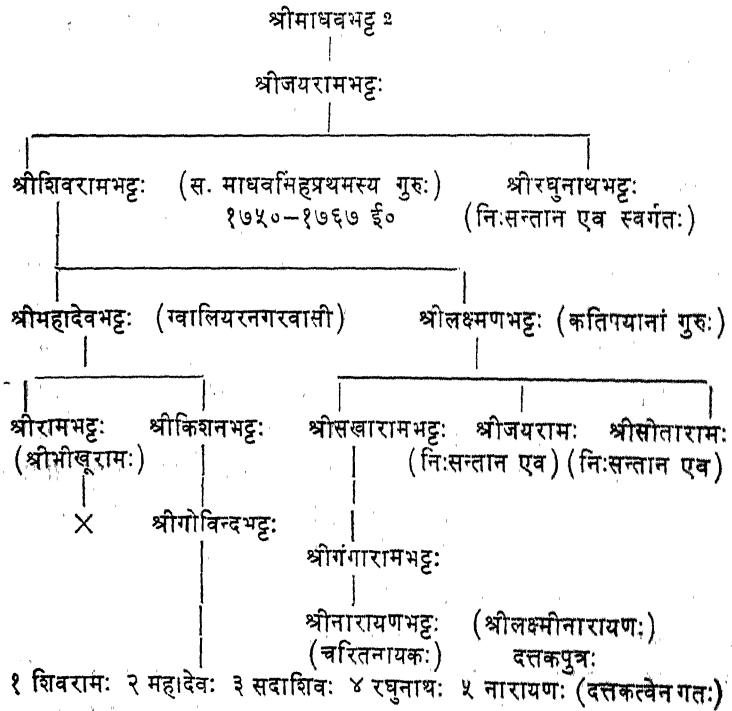 श्रीमाधवभट्ट २
श्रीजयरामभट्टः
श्रीशिवरामभट्टः (स. माधवसिंहप्रथमस्य गुरुः) श्रीरघुनाथभट्टः
१७५०–१७६७ ई० (निःसन्तान एव स्वर्गतः)
श्रीमहादेवभट्टः (ग्वालियरनगरवासी) श्रीलक्ष्मणभट्टः (कतिपयानां गुरुः)
श्रीरामभट्टः श्रीकिशनभट्टः श्रीसखारामभट्टः श्रीजयरामः श्रीसीतारामः
(श्रीभीखूरामः) (निःसन्तान एव) (निःसन्तान एव)
× श्रीगोविन्दभट्टः
श्रीगंगारामभट्टः
श्रीनारायणभट्टः (श्रीलक्ष्मीनारायणः)
(चरितनायकः) दत्तकपुत्रः
१ शिवरामः २ महादेवः ३ सदाशिवः ४ रघुनाथः ५ नारायणः (दत्तकत्वेन गतः)